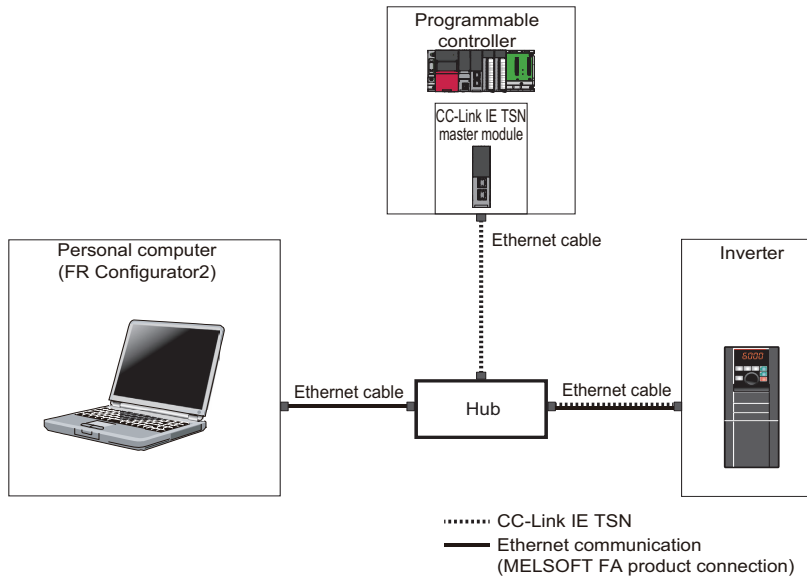 Programmable
controller
CC-Link IE TSN
master module
Ethernet cable
Personal computer
(FR Configurator2)
Inverter
6000
Ethernet cable
Hub
Ethernet cable
CC-Link IE TSN
Ethernet communication
(MELSOFT FA product connection)